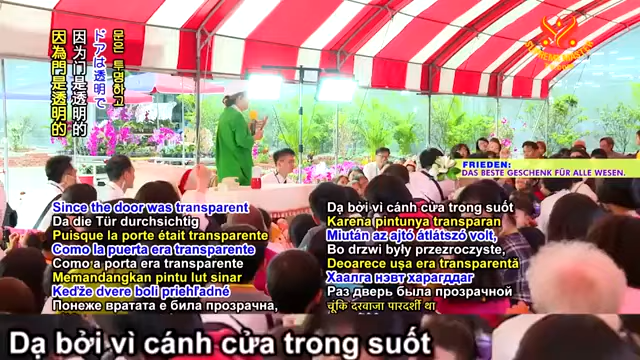 因為門是透明的
因为门是透明的
ドアは透明で
문은 투명하고
SUPREME MASTER
FRIEDEN:
DAS BESTE GESCHENK FÜR ALLE WESEN.
Since the door was transparent
Da die Tür durchsichtig
Puisque la porte était transparente
Como la puerta era transparente
Como a porta era transparente
Memandangkan pintu lut sinar
Keďže dvere boli priehľadné
Понеже вратата е била прозрачна,
Dạ bởi vì cánh cửa trong suốt
Karena pintunya transparan
Miután az ajtó átlátszó volt,
Bo drzwi były przezroczyste,
Deoarece ușa era transparentă
Хаалга нэвт харагддаг
Раз дверь была прозрачной
चूंकि दरवाजा पारदर्शी था
Dạ bởi vì cánh cửa trong suốt